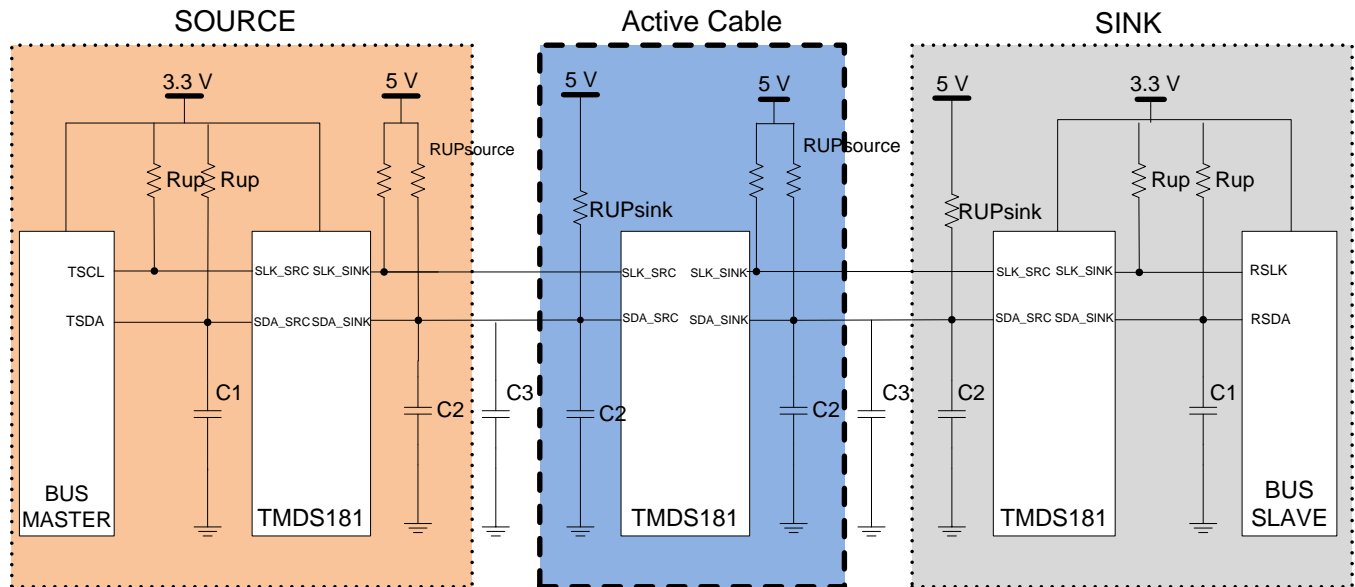 SOURCE
Active Cable
SINK
3.3 V
5 V
5 V
5 V
5 V
3.3 V
RUPsource
RUPsource
Rup
Rup
Rup
Rup
RUPsink
RUPsink
TSCL
SLK_SRC
SLK_SINK
SLK_SRC
SLK_SINK
SLK_SRC
SLK_SINK
RSLK
TSDA
SDA_SRC
SDA_SINK
SDA_SRC
SDA_SINK
SDA_SRC
SDA_SINK
RSDA
C1
C2
C3
C2
C2
C3
C2
C1
BUS
MASTER
TMDS181
TMDS181
TMDS181
BUS
SLAVE